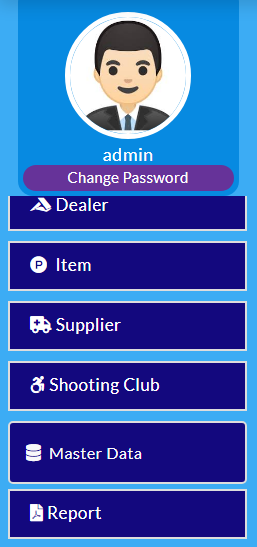 admin
Change Password
Dealer
Item
Supplier
Shooting Club
Master Data
Report